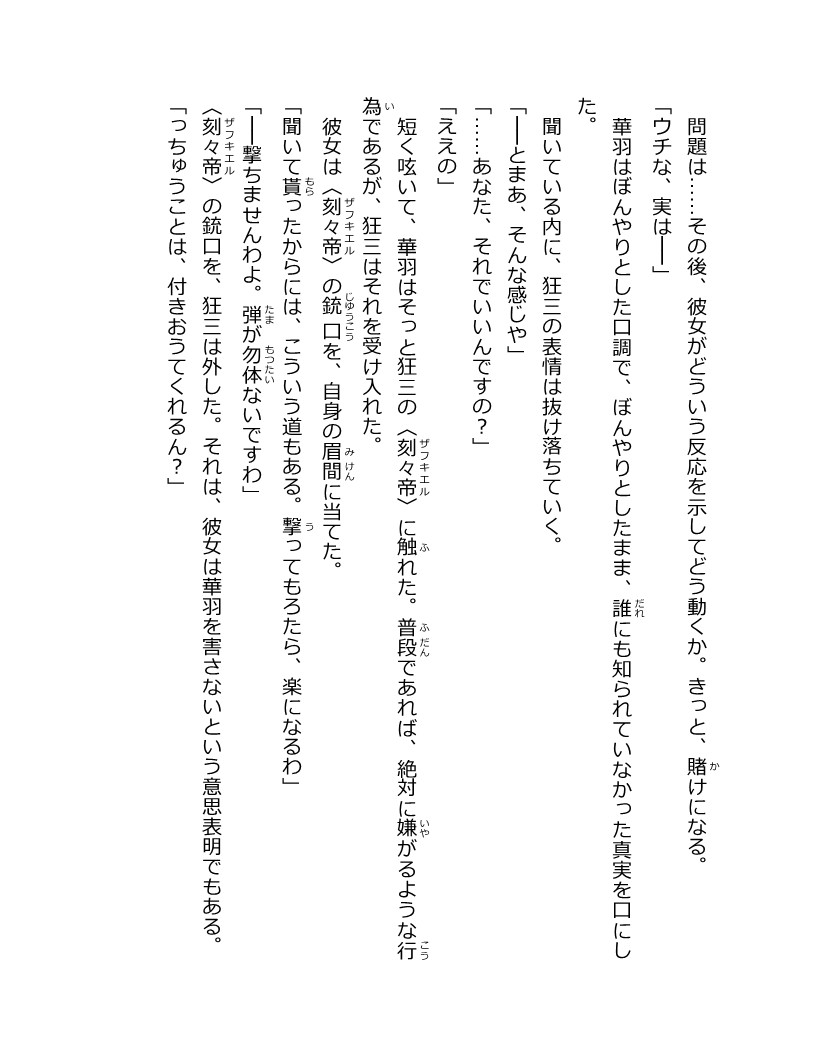 問題は……その後、彼女がどういう反応を示してどう動くか。きっと、賭けになる。
「ウチな、実は――」
華羽はぼんやりとした口調で、ぼんやりとしたまま、誰にも知られていなかった真実を口にし
た。
聞いている内に、狂三の表情は抜け落ちていく。
「――とまあ、そんな感じや」
「……あなた、それでいいんですの？」
「ええの」
短く呟いて、華羽はそっと狂三の〈刻々帝〉に触れた。普段であれば、絶対に嫌がるような行
為であるが、狂三はそれを受け入れた。
彼女は〈刻々帝〉の銃口を、自身の眉間に当てた。
「聞いて貰ったからには、こういう道もある。撃ってもろたら、楽になるわ」
「――撃ちませんわよ。弾が勿体ないですわ」
〈刻々帝〉の銃口を、狂三は外した。それは、彼女は華羽を害さないという意思表明でもある。
「っちゅうことは、付きおうてくれるん？」